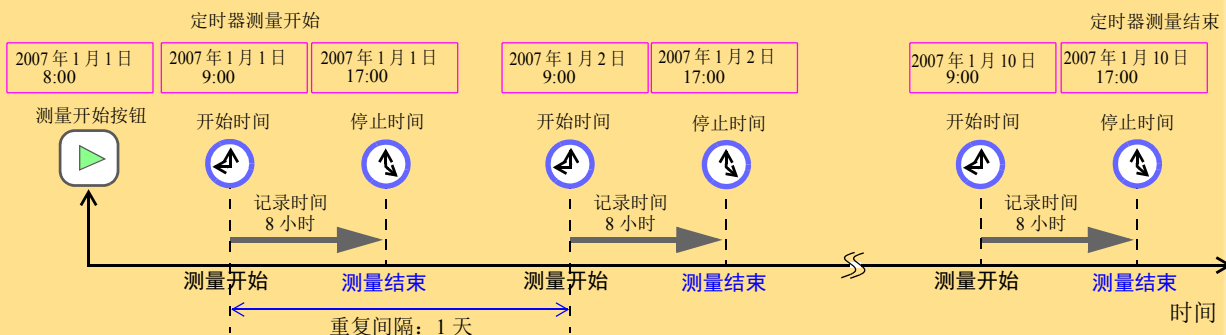 定时器测量开始
定时器测量结束
2007 年 1 月 1 日
8:00
2007 年 1 月 1 日
9:00
2007 年 1 月 1 日
17:00
2007 年 1 月 2 日
9:00
2007 年 1 月 2 日
17:00
2007 年 1 月 10 日
9:00
2007 年 1 月 10 日
17:00
测量开始按钮
开始时间
停止时间
开始时间
停止时间
开始时间
停止时间
记录时间
8 小时
记录时间
8 小时
记录时间
8 小时
测量开始
测量结束
测量开始
测量结束
测量开始
测量结束
时间
重复间隔：1 天